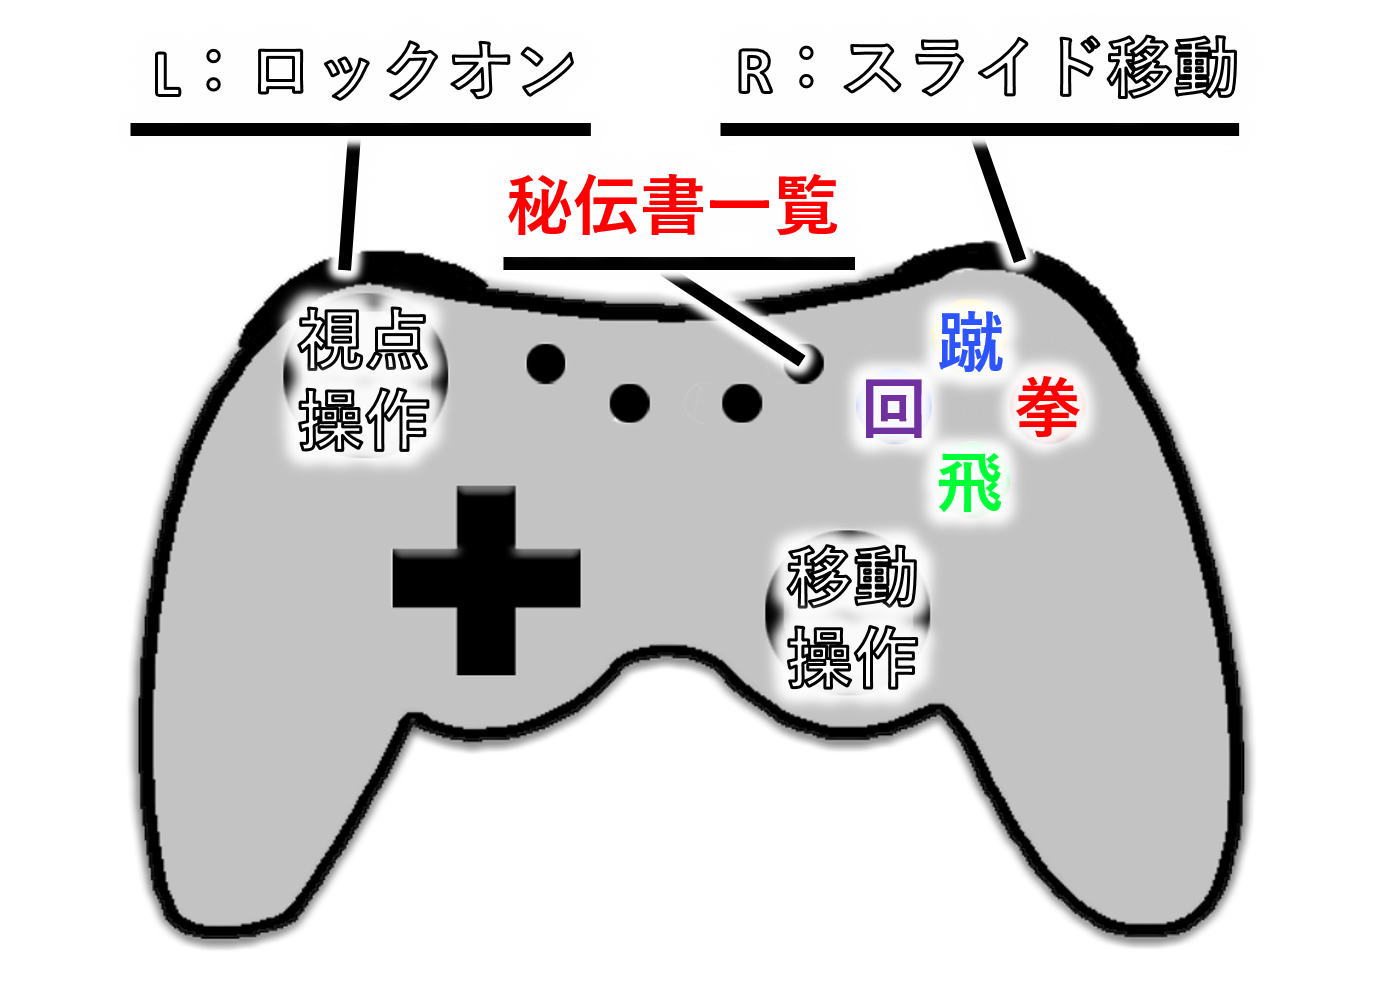 L：ロックオン
R：スライド移動
秘伝書一覧
視点
操作
蹴
回
拳
飛
移動
操作